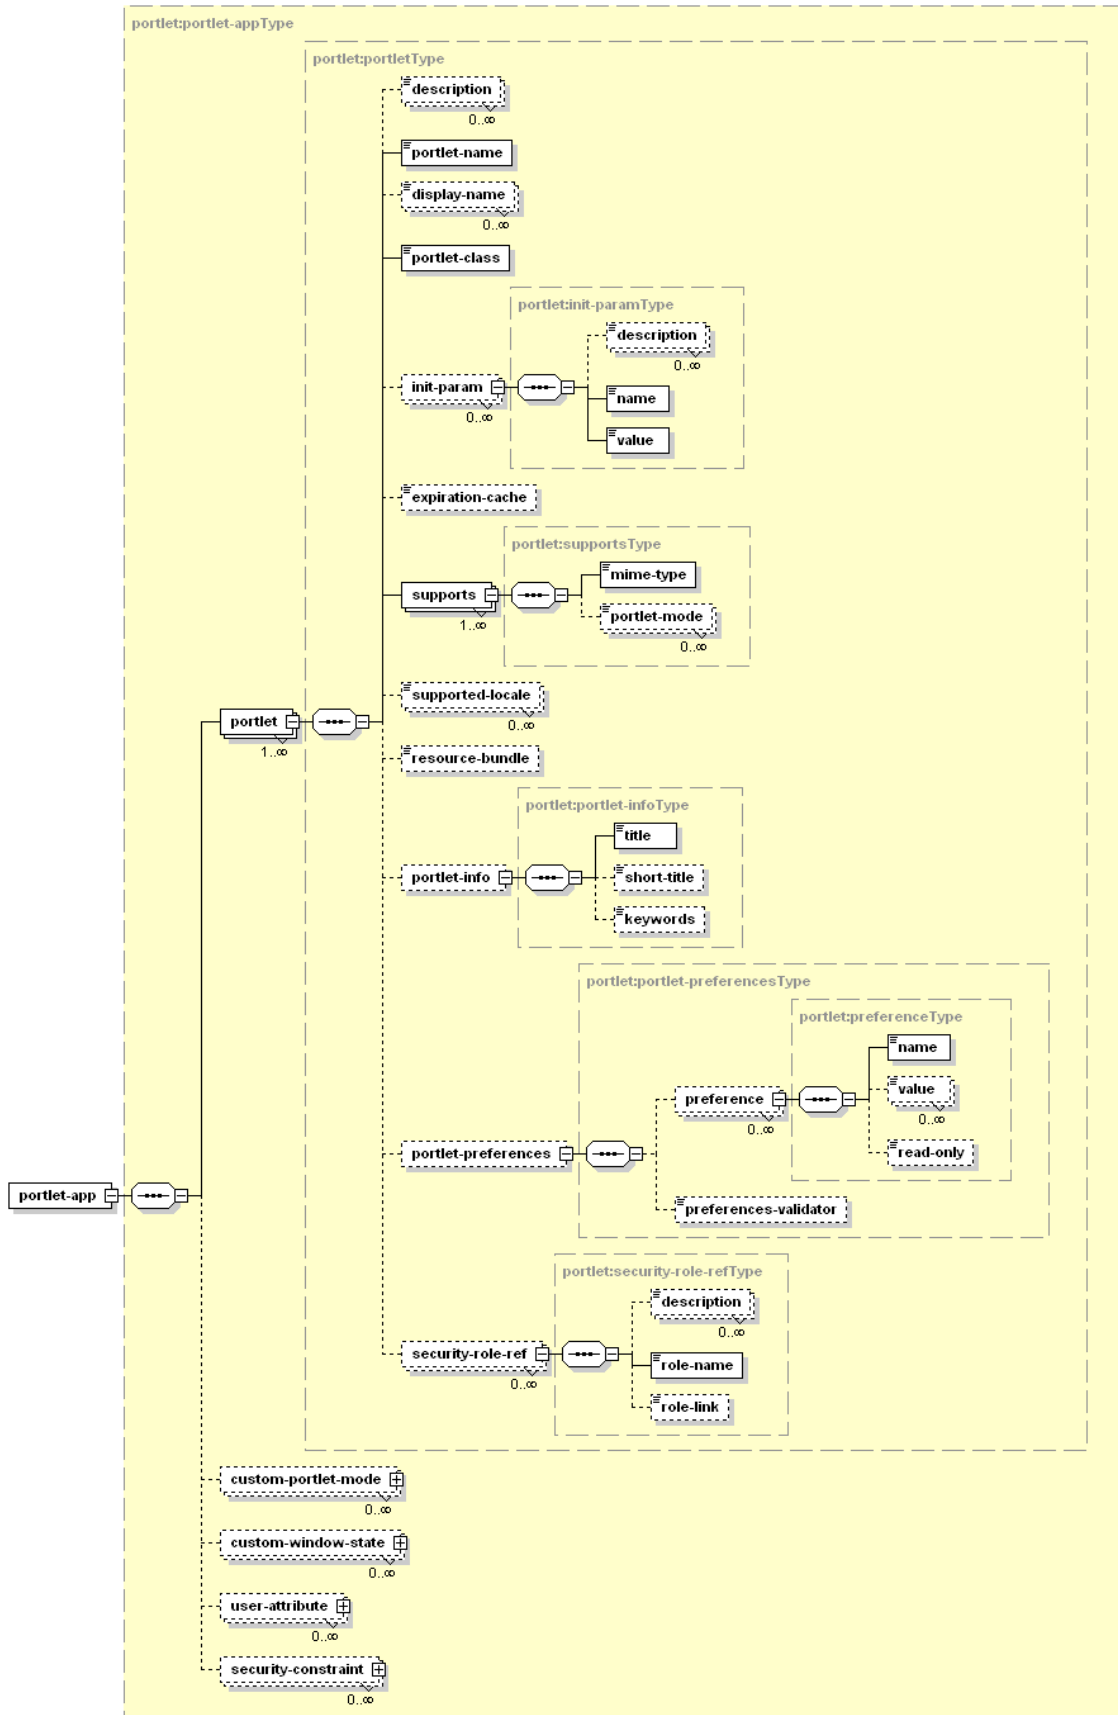 portlet:portlet-appType
portlet:portletType
description
0..∞
portlet-name
display-name
0..∞
portlet-class
portlet:init-paramType
description
0..∞
init-param
0..∞
name
value
expiration-cache
portlet:supportsType
mime-type
supports
1..∞
portlet-mode
0..∞
supported-locale
0..∞
portlet
1..∞
resource-bundle
portlet:portlet-infoType
title
portlet-info
short-title
keywords
portlet:portlet-preferencesType
portlet:preferenceType
name
preference
0..∞
value
0..∞
read-only
portlet-preferences
preferences-validator
portlet-app
portlet:security-role-refType
description
0..∞
security-role-ref
0..∞
role-name
role-link
custom-portlet-mode
0..∞
custom-window-state
0..∞
user-attribute
0..∞
security-constraint
0..∞